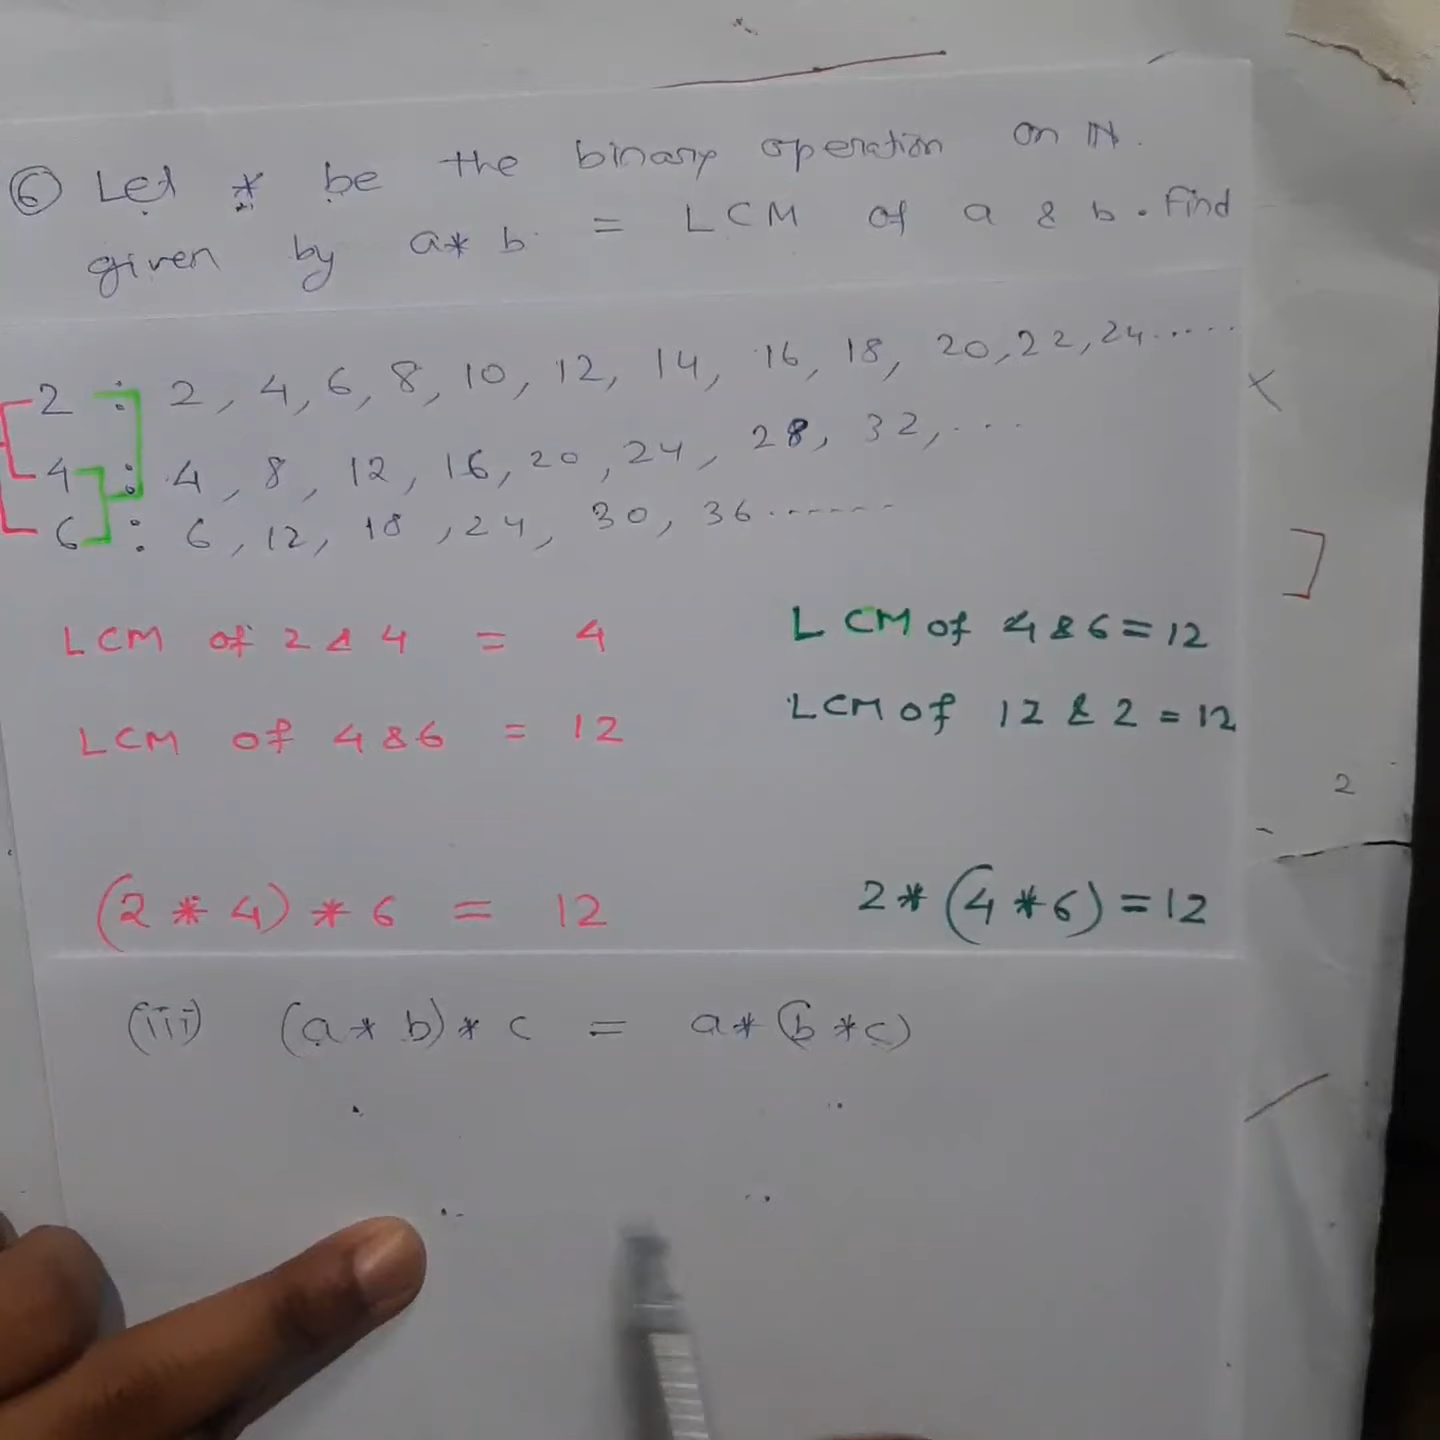 6 Let * be the binary operation on N.
given by a * b = LCM of a & b. Find
2 : 2, 4, 6, 8, 10, 12, 14, 16, 18, 20, 22, 24.....
4 : 4, 8, 12, 16, 20, 24, 28, 32, ...
6 : 6, 12, 18, 24, 30, 36......
LCM of 2 & 4 = 4
LCM of 4 & 6 = 12
LCM of 4 & 6 = 12
LCM of 12 & 2 = 12
2
(2 * 4) * 6 = 12
2 * (4 * 6) = 12
(iii) (a * b) * c = a * (b * c)